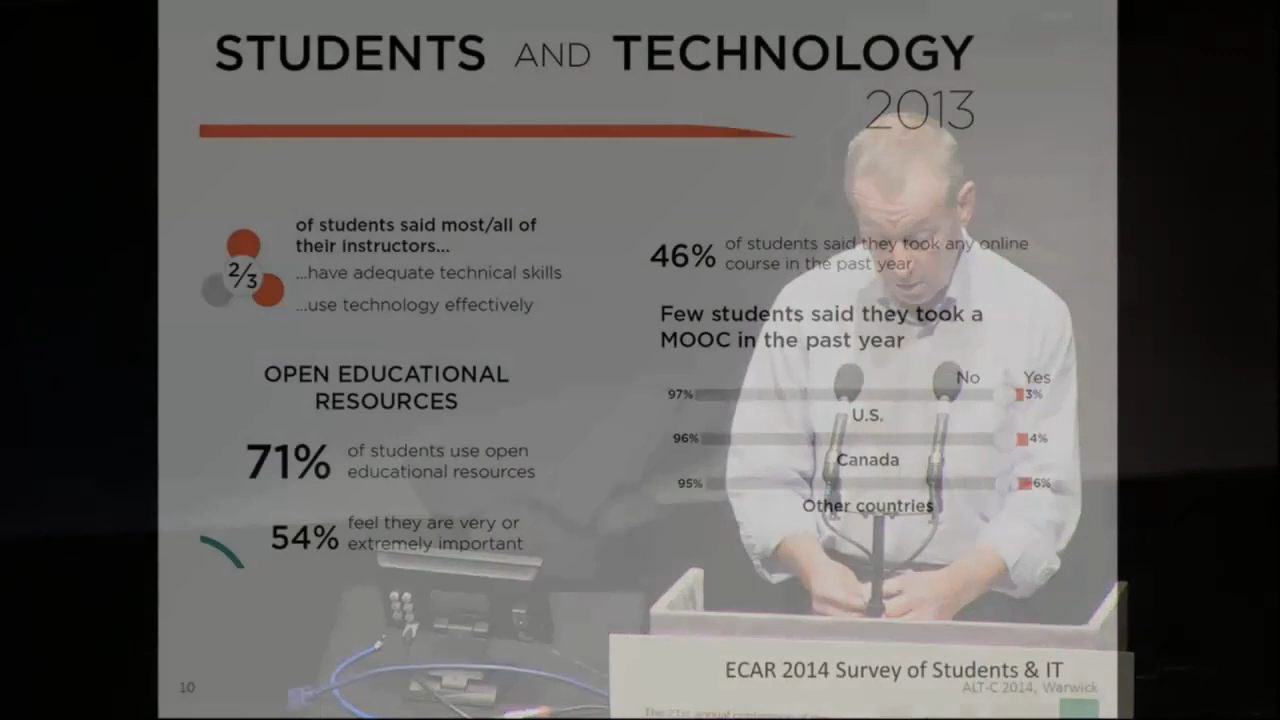 STUDENTS AND TECHNOLOGY
2013
of students said most/all of
their instructors...
2/3
...have adequate technical skills
...use technology effectively
OPEN EDUCATIONAL
RESOURCES
71%
of students use open
educational resources
54%
feel they are very or
extremely important
46%
of students said they took any online
course in the past year
Few students said they took a
MOOC in the past year
No Yes
97% 3%
U.S.
96% 4%
Canada
95% 6%
Other countries
ECAR 2014 Survey of Students & IT
10
ALT-C 2014, Warwick